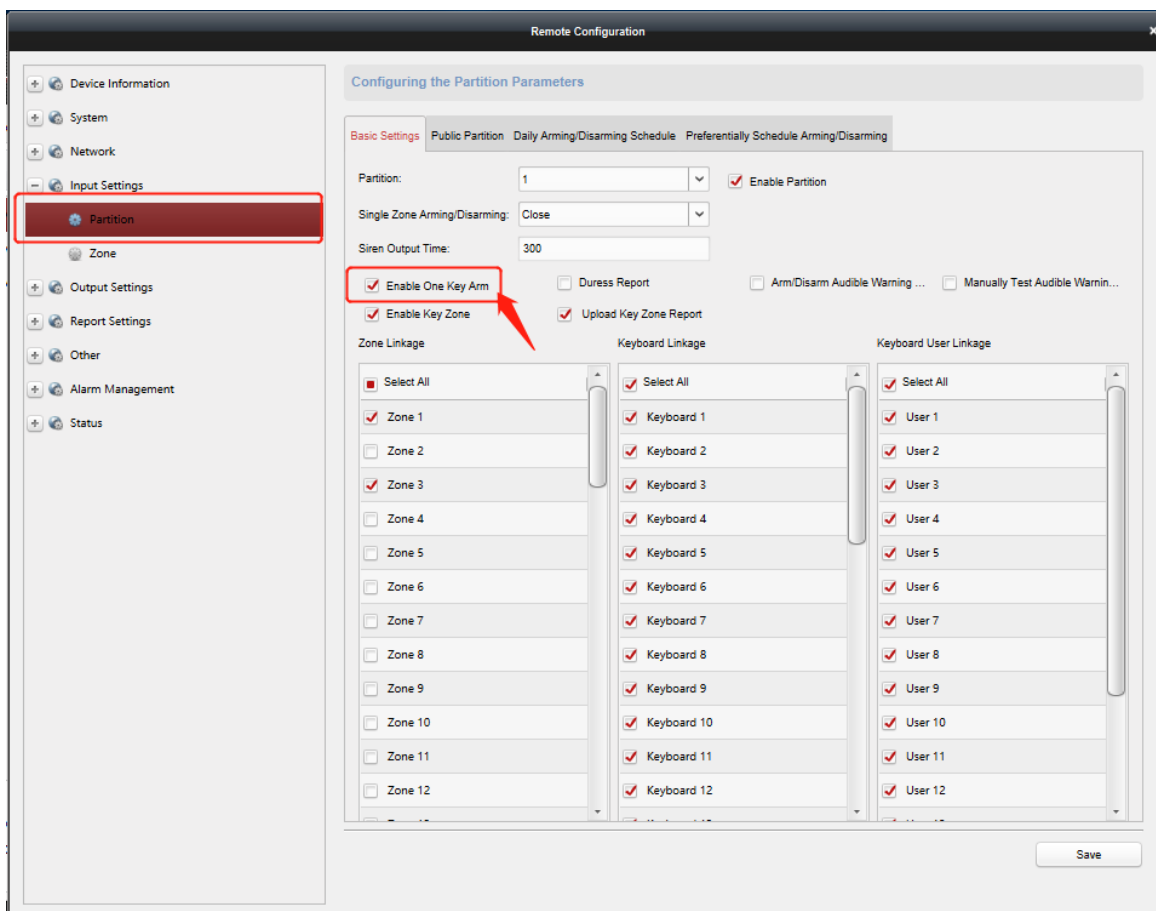 Remote Configuration
Device Information
System
Network
Input Settings
Partition
Zone
Output Settings
Report Settings
Other
Alarm Management
Status
Configuring the Partition Parameters
Basic Settings Public Partition Daily Arming/Disarming Schedule Preferentially Schedule Arming/Disarming
Partition: 1 Enable Partition
Single Zone Arming/Disarming: Close
Siren Output Time: 300
Enable One Key Arm Duress Report Arm/Disarm Audible Warning ... Manually Test Audible Warnin...
Enable Key Zone Upload Key Zone Report
Zone Linkage Keyboard Linkage Keyboard User Linkage
Select All Select All Select All
Zone 1 Keyboard 1 User 1
Zone 2 Keyboard 2 User 2
Zone 3 Keyboard 3 User 3
Zone 4 Keyboard 4 User 4
Zone 5 Keyboard 5 User 5
Zone 6 Keyboard 6 User 6
Zone 7 Keyboard 7 User 7
Zone 8 Keyboard 8 User 8
Zone 9 Keyboard 9 User 9
Zone 10 Keyboard 10 User 10
Zone 11 Keyboard 11 User 11
Zone 12 Keyboard 12 User 12
Save